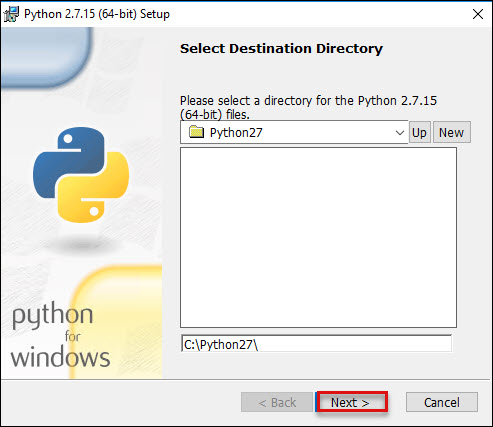 Python 2.7.15 (64-bit) Setup
Select Destination Directory
Please select a directory for the Python 2.7.15
(64-bit) files.
Python27
Up
New
C:\Python27\
python
for
windows
< Back
Next >
Cancel